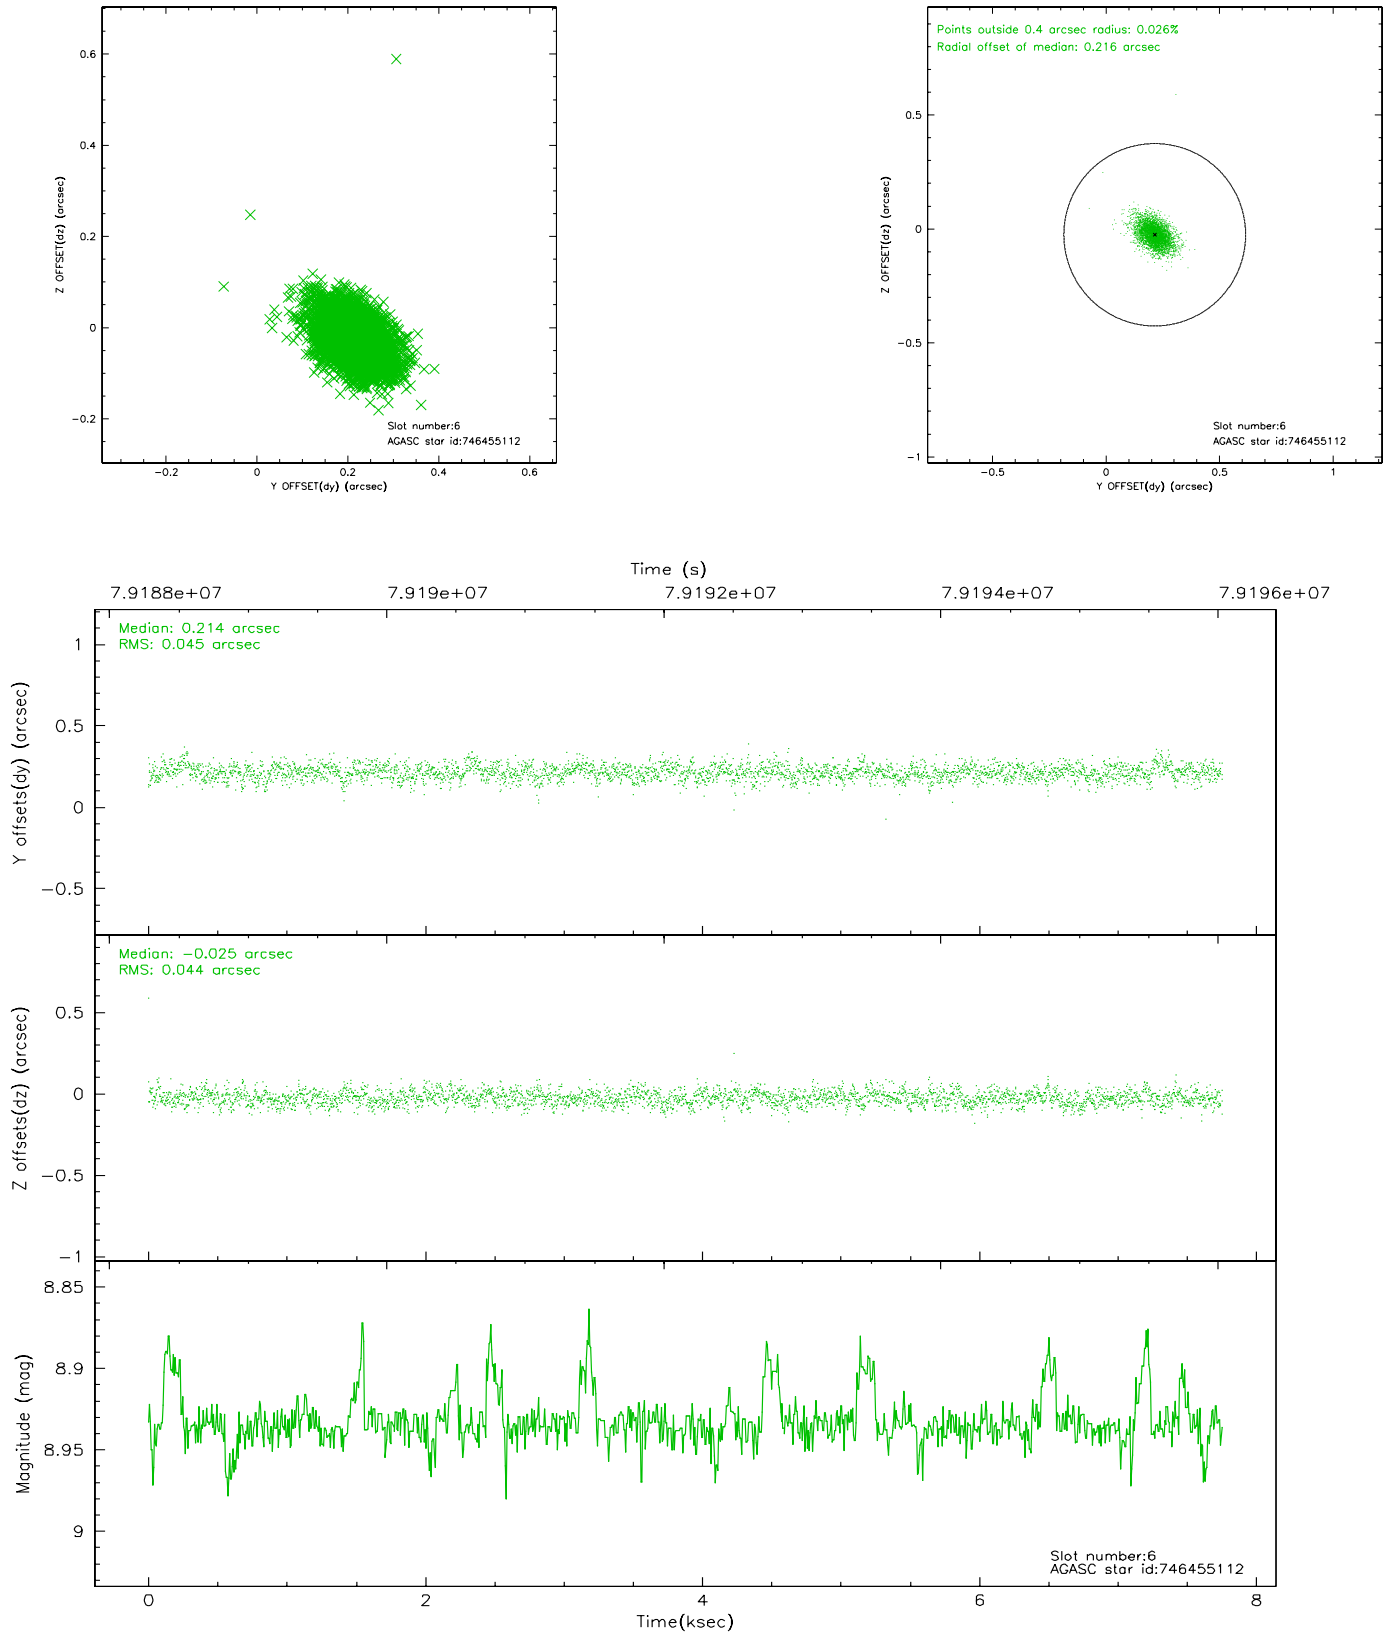 0.6
0.4
0.2
0
−0.2
Z OFFSET(dz) (arcsec)
Slot number:6
AGASC star id:746455112
−0.2 0 0.2 0.4 0.6
Y OFFSET(dy) (arcsec)
Points outside 0.4 arcsec radius: 0.026%
Radial offset of median: 0.216 arcsec
0.5
0
−0.5
−1
Z OFFSET(dz) (arcsec)
Slot number:6
AGASC star id:746455112
−0.5 0 0.5 1
Y OFFSET(dy) (arcsec)
Time (s)
7.9188e+07 7.919e+07 7.9192e+07 7.9194e+07 7.9196e+07
Median: 0.214 arcsec
RMS: 0.045 arcsec
1
0.5
0
−0.5
Y offsets(dy) (arcsec)
Median: −0.025 arcsec
RMS: 0.044 arcsec
0.5
0
−0.5
−1
Z offsets(dz) (arcsec)
8.85
8.9
8.95
9
Magnitude (mag)
Slot number:6
AGASC star id:746455112
0 2 4 6 8
Time(ksec)